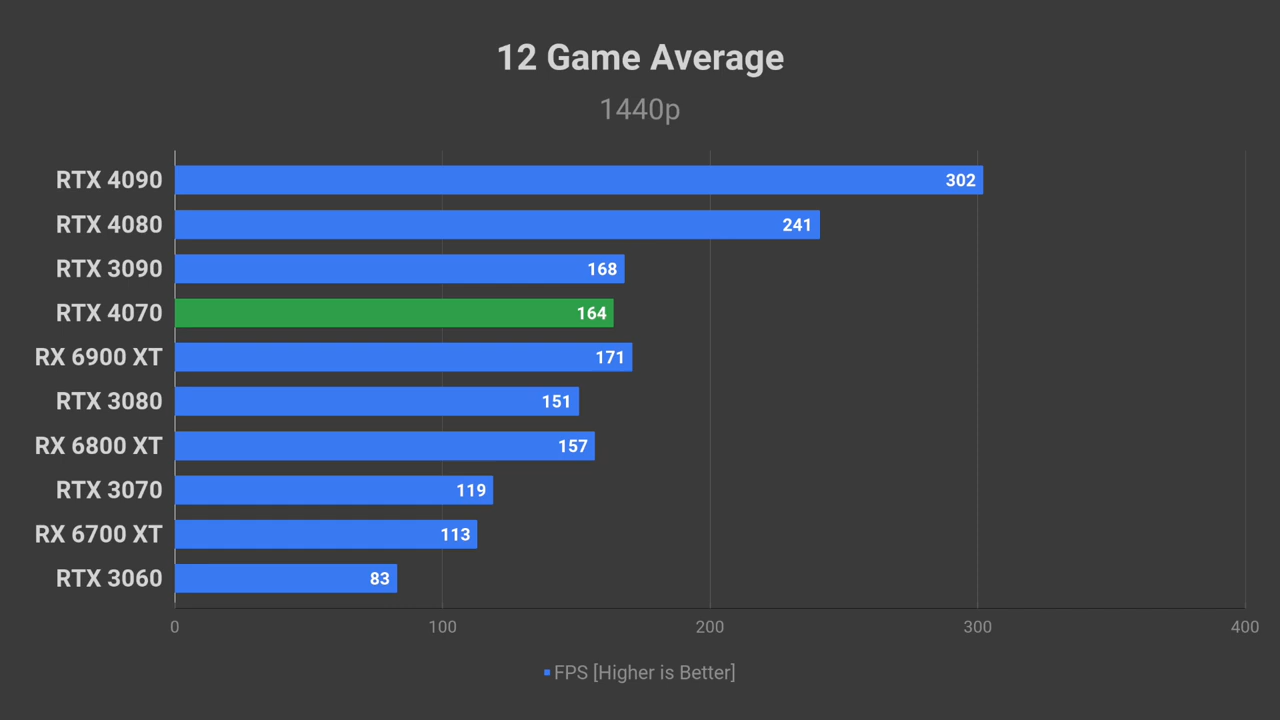 12 Game Average
1440p
RTX 4090 302
RTX 4080 241
RTX 3090 168
RTX 4070 164
RX 6900 XT 171
RTX 3080 151
RX 6800 XT 157
RTX 3070 119
RX 6700 XT 113
RTX 3060 83
0 100 200 300 400
FPS [Higher is Better]